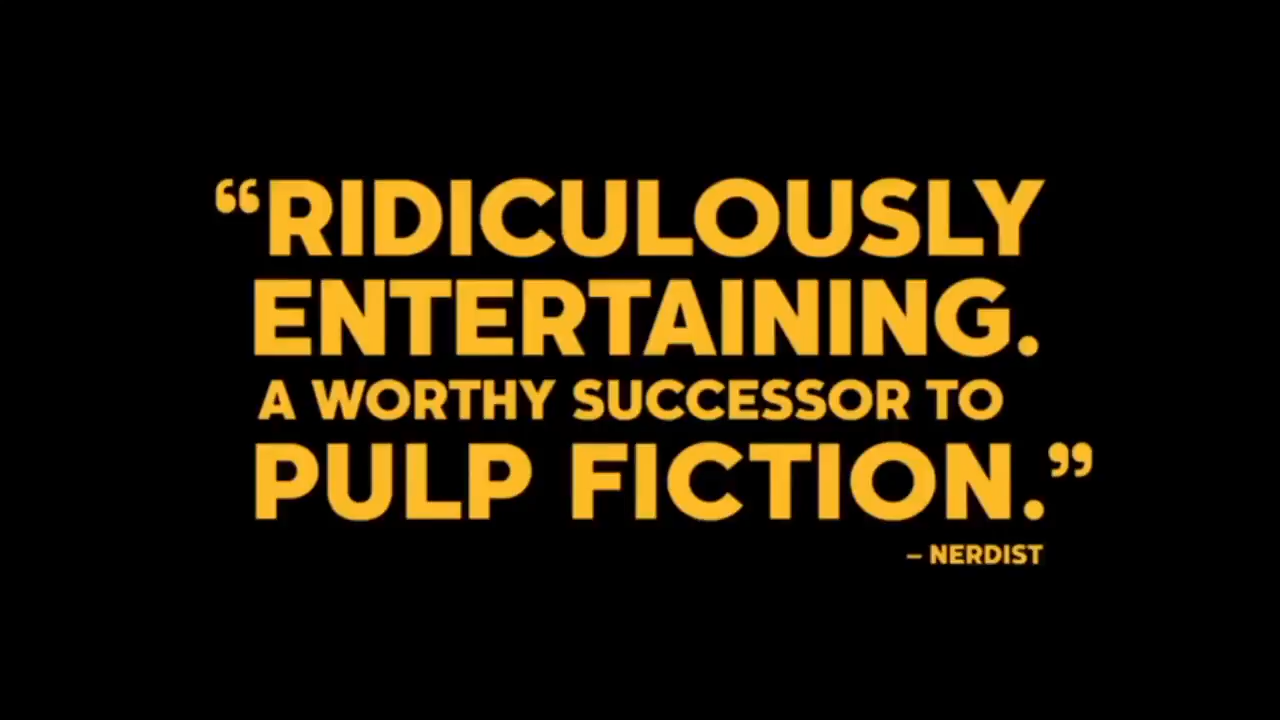 “RIDICULOUSLY
ENTERTAINING.
A WORTHY SUCCESSOR TO
PULP FICTION.”
– NERDIST